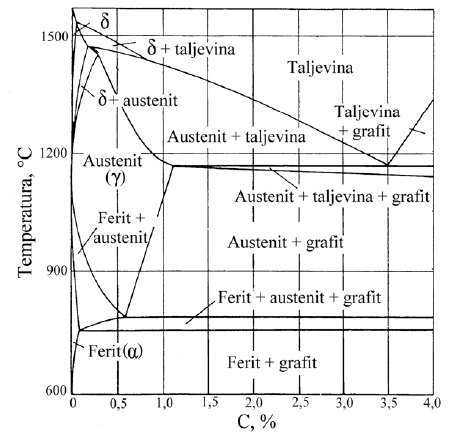 1500
1200
900
600
Temperatura, °C
δ
δ + taljevina
Taljevina
δ + austenit
Taljevina
+ grafit
Austenit + taljevina
Austenit
(γ)
Austenit + taljevina + grafit
Ferit +
austenit
Austenit + grafit
Ferit + austenit + grafit
Ferit(α)
Ferit + grafit
0 0,5 1,0 1,5 2,0 2,5 3,0 3,5 4,0
C, %